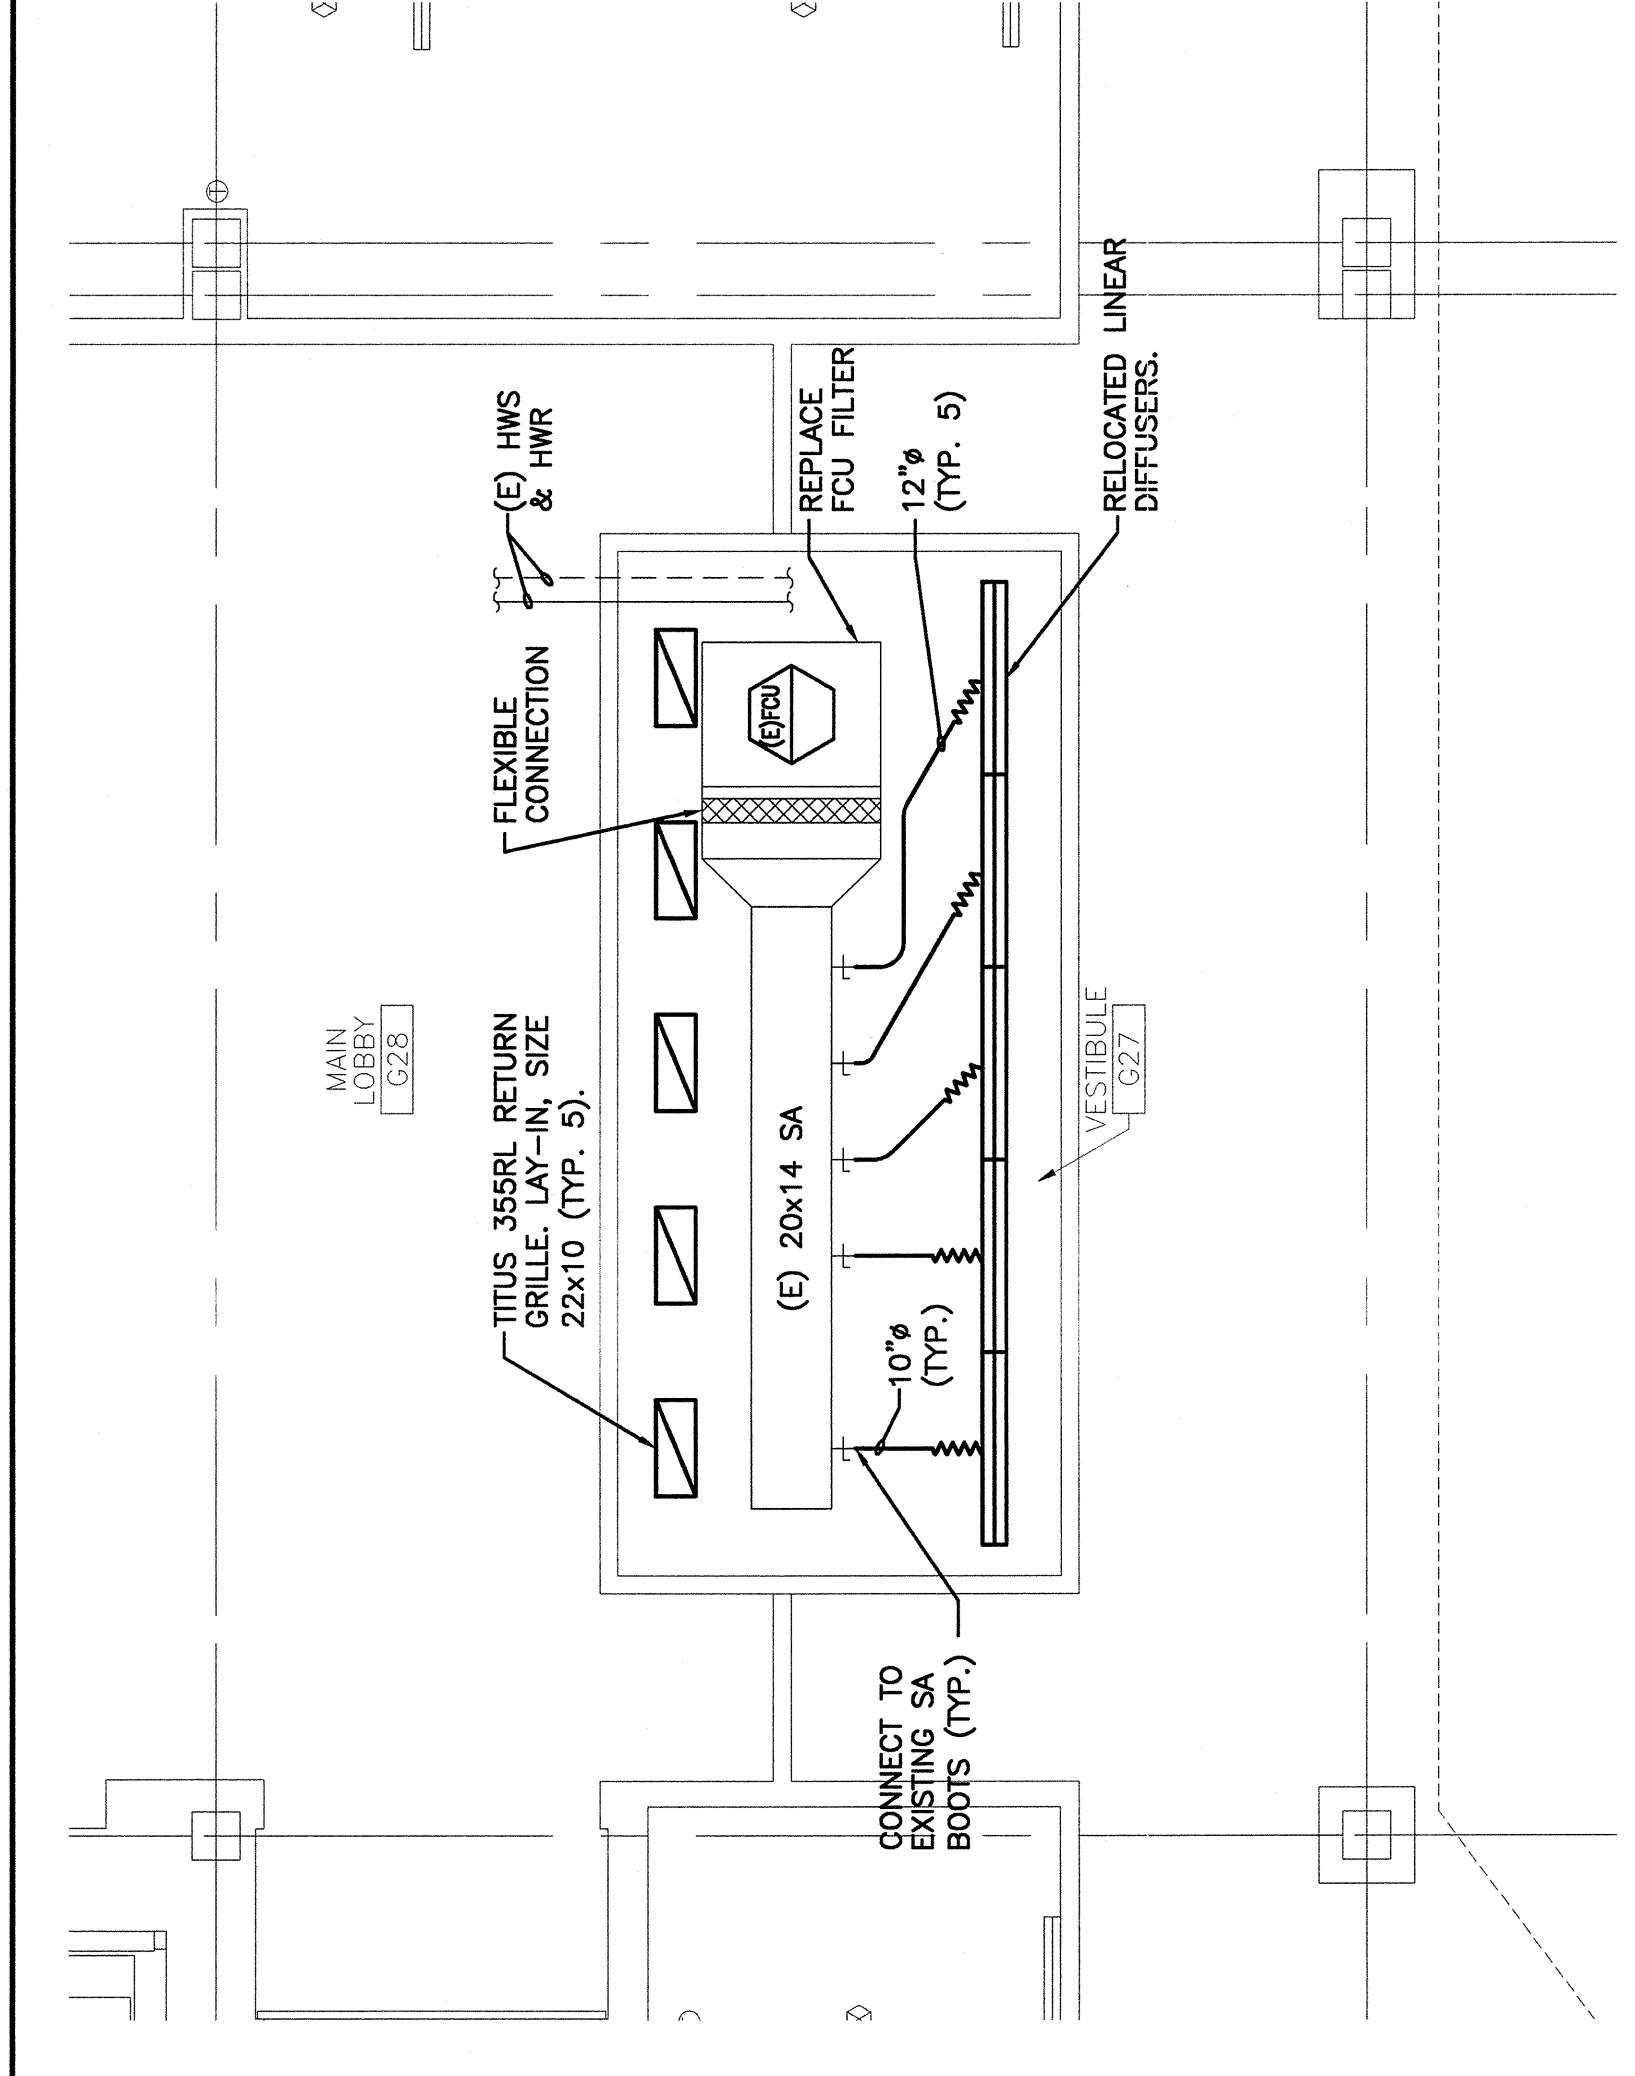 MAIN
LOBBY
G28
TITUS 355RL RETURN
GRILLE. LAY-IN, SIZE
22x10 (TYP. 5).
FLEXIBLE
CONNECTION
(E) HWS
& HWR
(E)FCU
(E) 20x14 SA
REPLACE
FCU FILTER
10"ø
(TYP.)
12"ø
(TYP. 5)
CONNECT TO
EXISTING SA
BOOTS (TYP.)
VESTIBULE
G27
RELOCATED LINEAR
DIFFUSERS.